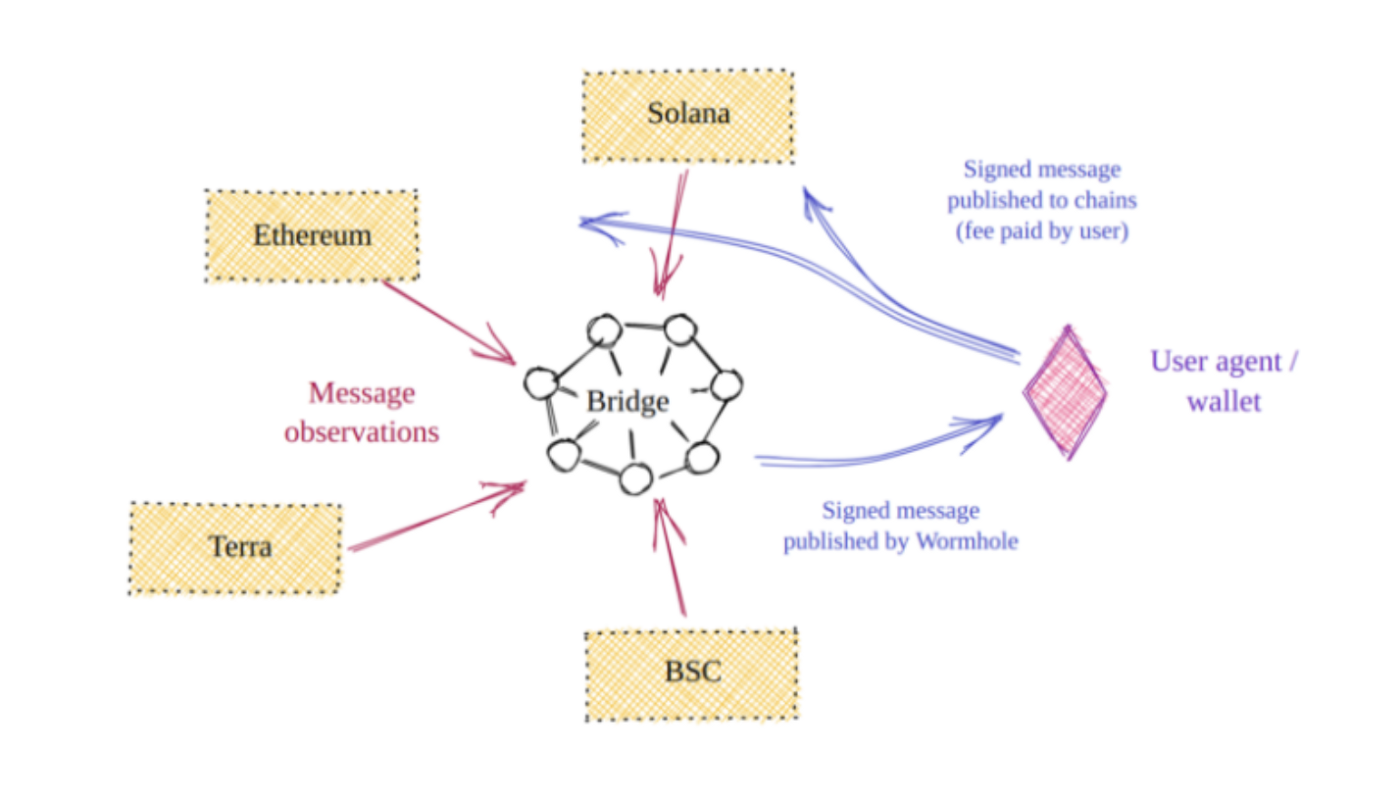 Solana
Signed message
published to chains
(fee paid by user)
Ethereum
User agent /
wallet
Bridge
Message
observations
Signed message
published by Wormhole
Terra
BSC